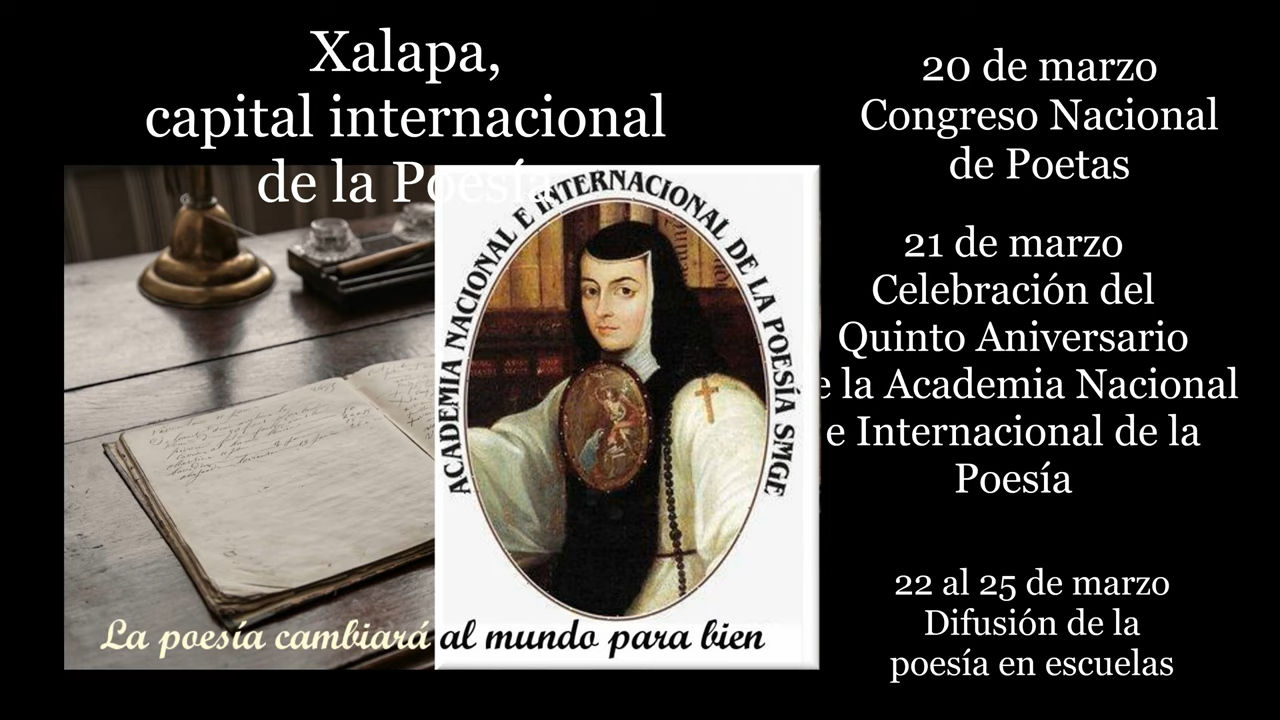 Xalapa,
capital internacional
de la Poesía
ACADEMIA NACIONAL E INTERNACIONAL DE LA POESÍA SMGE
La poesía cambiará al mundo para bien
20 de marzo
Congreso Nacional
de Poetas
21 de marzo
Celebración del
Quinto Aniversario
e la Academia Nacional
e Internacional de la
Poesía
22 al 25 de marzo
Difusión de la
poesía en escuelas